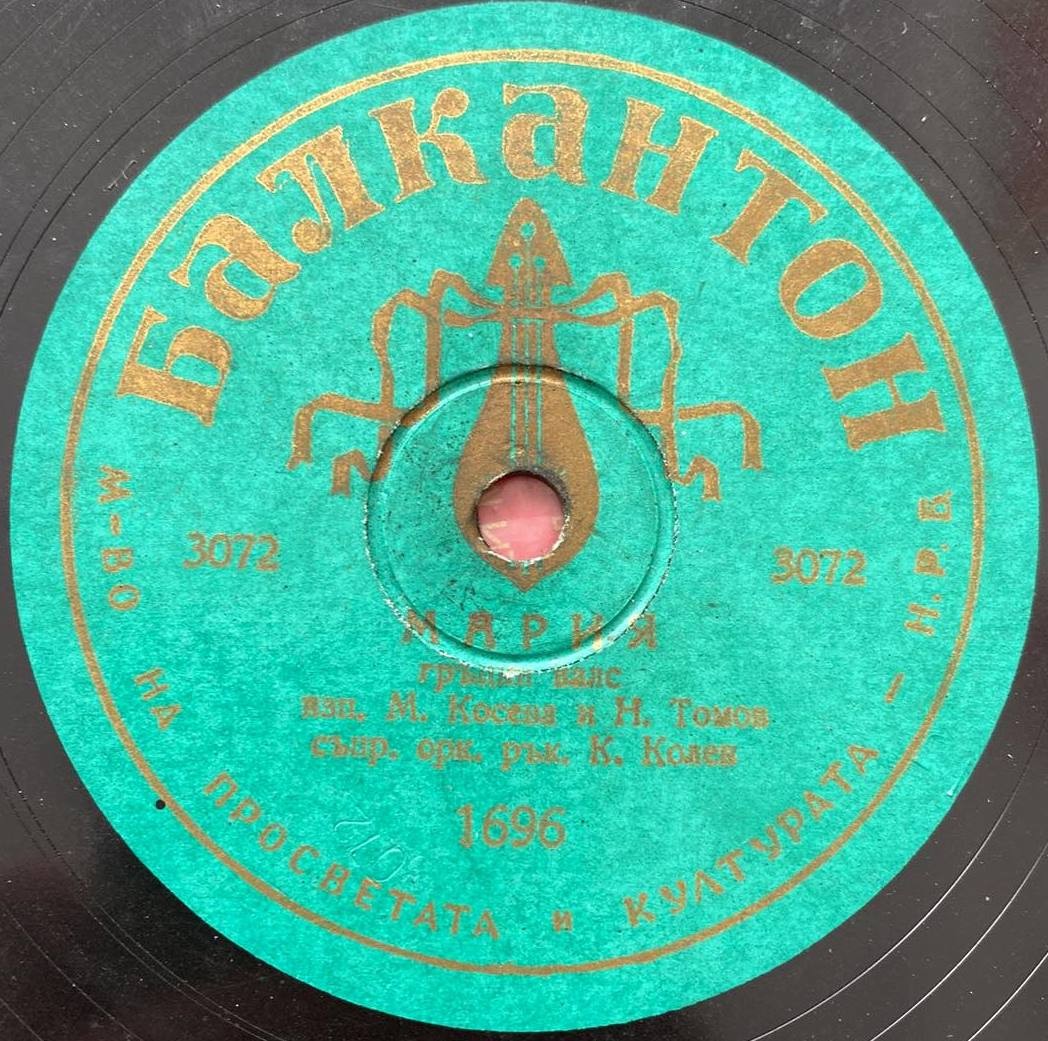 Балкантон
3072 3072
МАРИЯ
гръцки валс
изп. М. Косева и Н. Томов
съпр. орк. рък. К. Колев
1696
М-ВО НА ПРОСВЕТАТА И КУЛТУРАТА – Н.Р.Б.